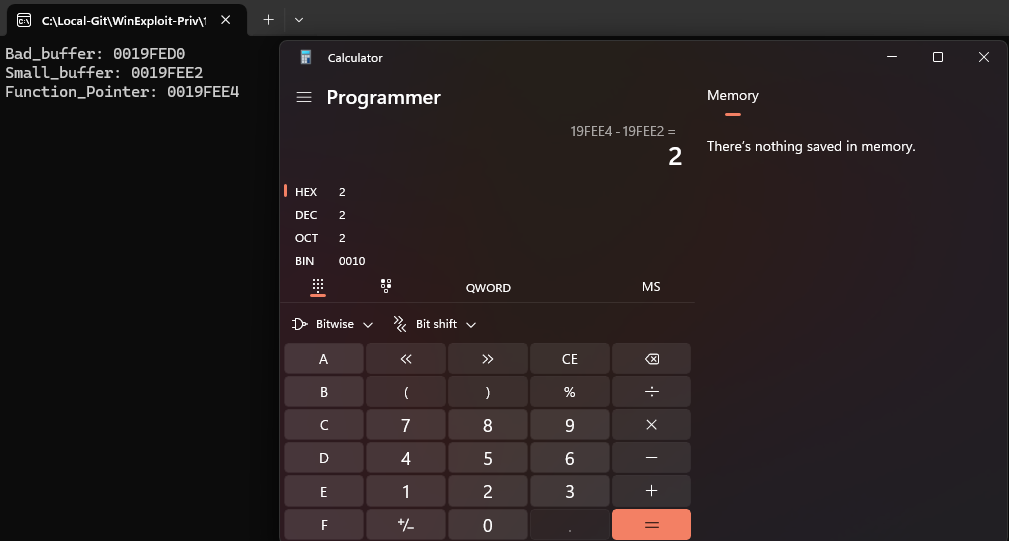 C:\Local-Git\WinExploit-Priv\1
Bad_buffer: 0019FED0
Small_buffer: 0019FEE2
Function_Pointer: 0019FEE4
Calculator
Programmer
19FEE4 - 19FEE2 =
2
HEX 2
DEC 2
OCT 2
BIN 0010
QWORD MS
Bitwise Bit shift
A << >> CE
B ( ) % ÷
C 7 8 9 ×
D 4 5 6 −
E 1 2 3 +
F +/− 0 . =
Memory
There's nothing saved in memory.